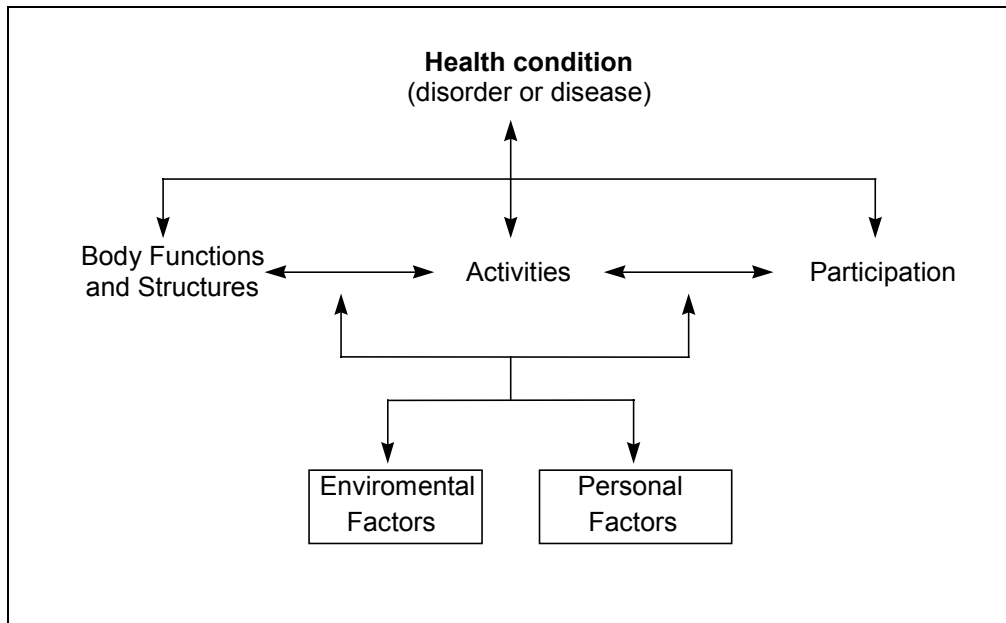 Health condition
(disorder or disease)
Body Functions
and Structures
Activities
Participation
Enviromental
Factors
Personal
Factors